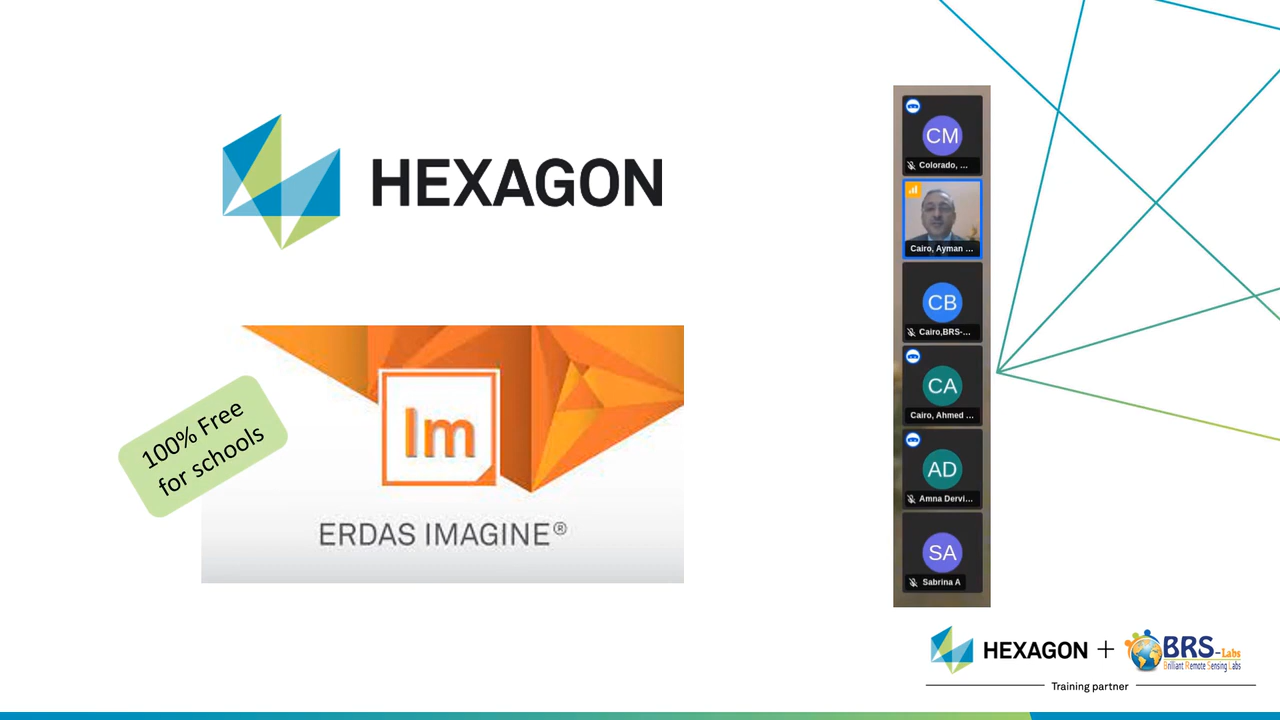 HEXAGON
100% Free
for schools
Im
ERDAS IMAGINE®
CM
Colorado, ...
Cairo, Ayman ...
CB
Cairo,BRS-...
CA
Cairo, Ahmed ...
AD
Amna Dervi...
SA
Sabrina A
HEXAGON + BRS-Labs
Brilliant Remote Sensing Labs
Training partner